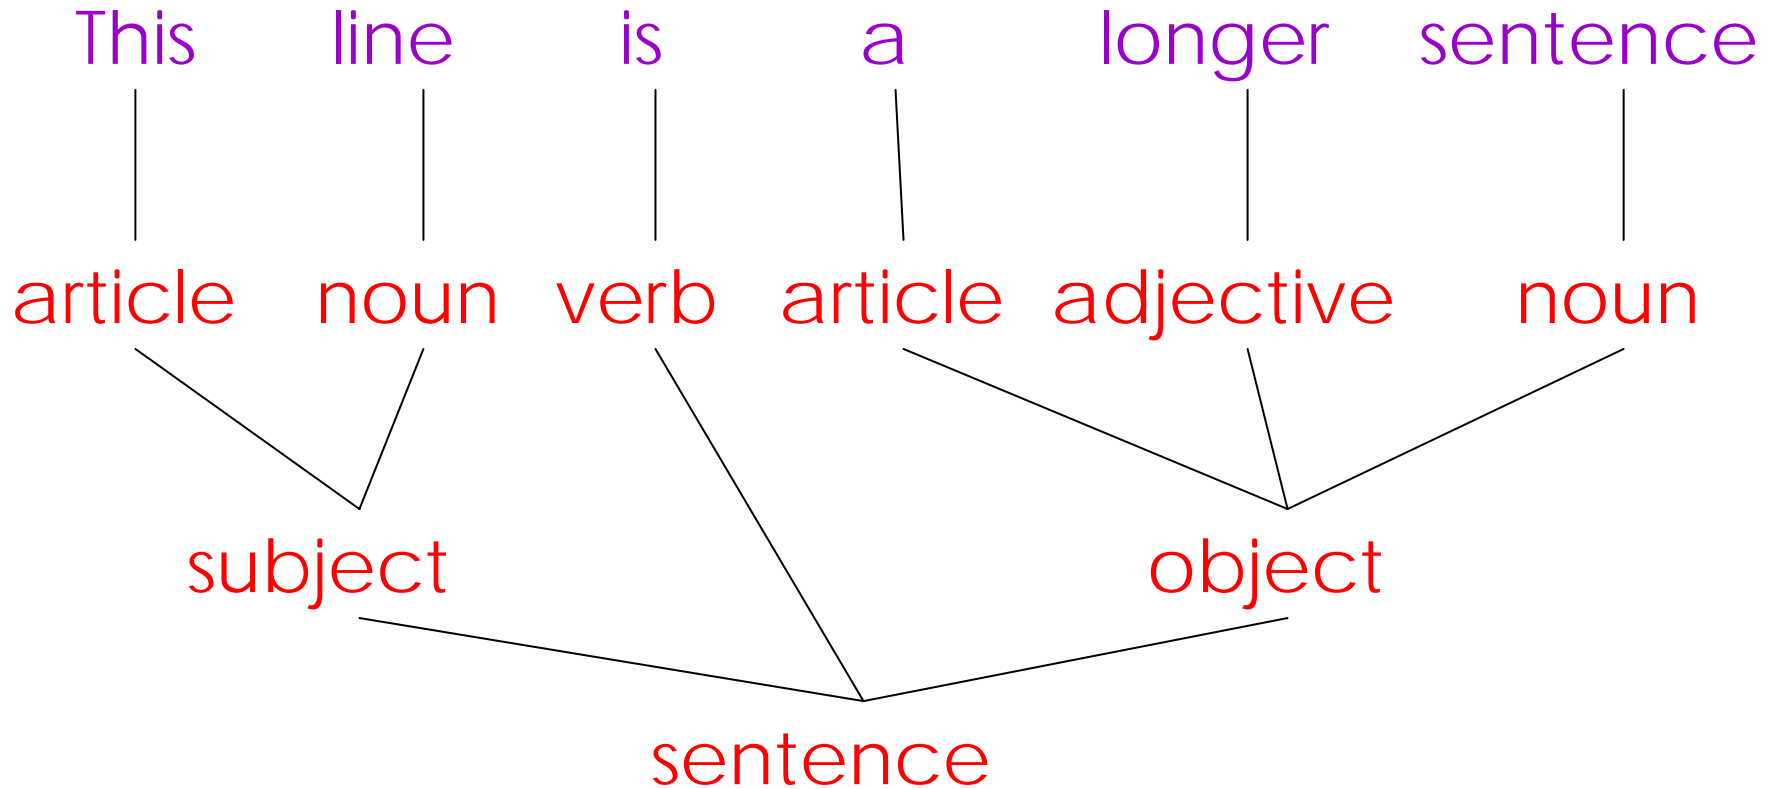 This line is a longer sentence
article noun verb article adjective noun
subject object
sentence